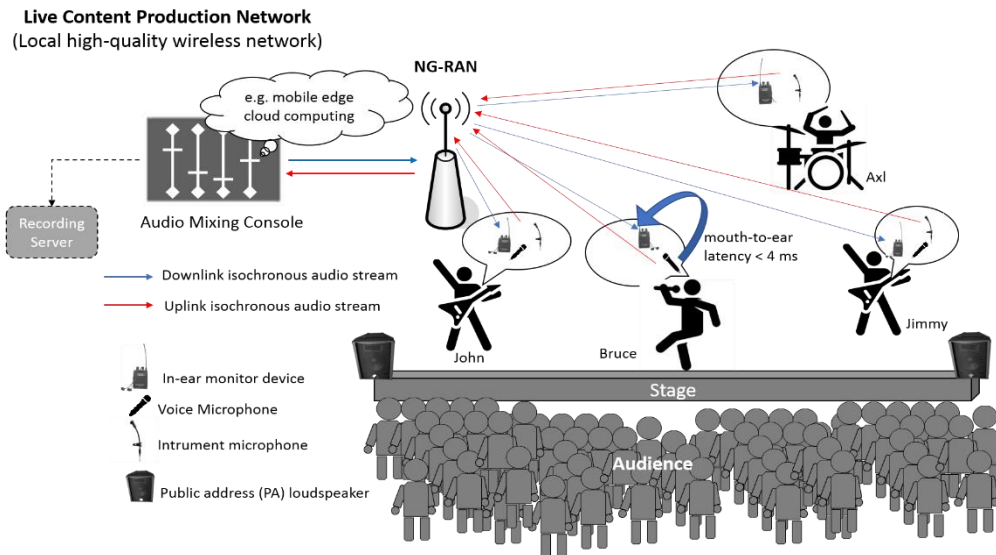 Live Content Production Network
(Local high-quality wireless network)
NG-RAN
e.g. mobile edge
cloud computing
Axl
Audio Mixing Console
Recording
Server
mouth-to-ear
latency < 4 ms
Downlink isochronous audio stream
Uplink isochronous audio stream
John
Bruce
Jimmy
In-ear monitor device
Stage
Voice Microphone
Intrument microphone
Audience
Public address (PA) loudspeaker